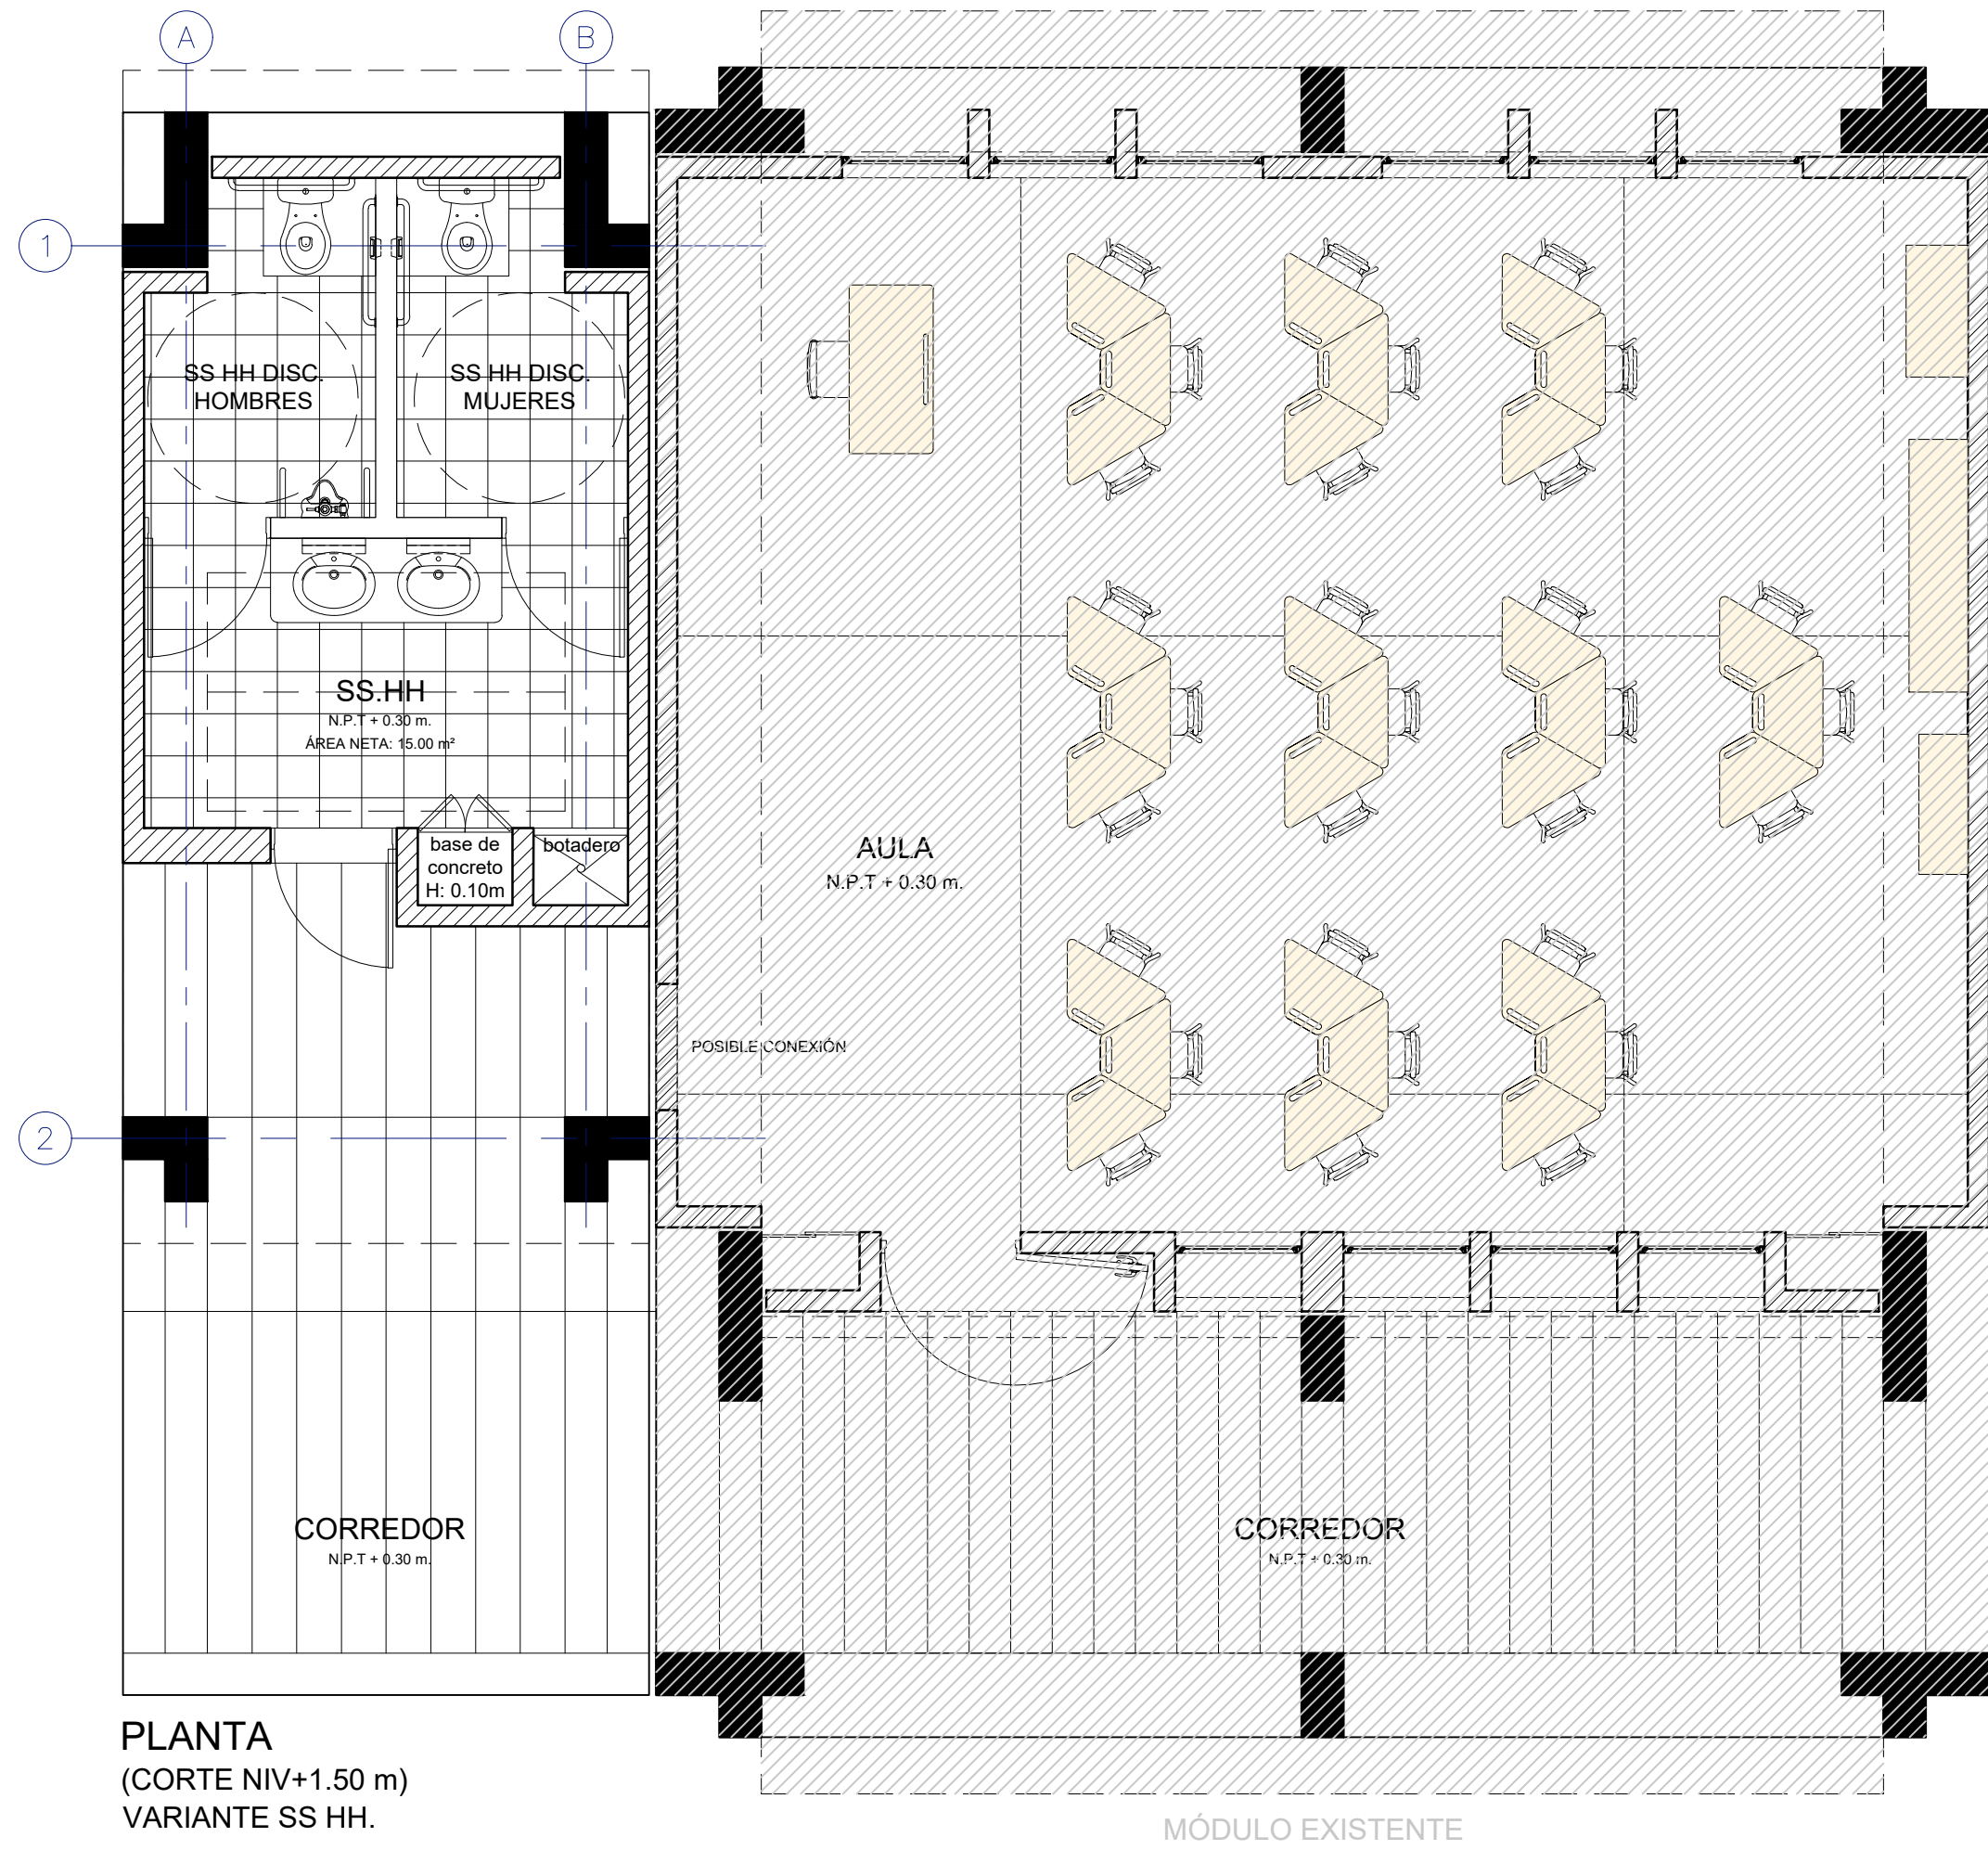 A
B
1
SS HH DISC.
HOMBRES
SS HH DISC.
MUJERES
SS.HH
N.P.T + 0.30 m.
ÁREA NETA: 15.00 m²
base de
concreto
H: 0.10m
botadero
AULA
N.P.T + 0.30 m.
POSIBLE CONEXIÓN
2
CORREDOR
N.P.T + 0.30 m.
CORREDOR
N.P.T + 0.30 m.
PLANTA
(CORTE NIV+1.50 m)
VARIANTE SS HH.
MÓDULO EXISTENTE